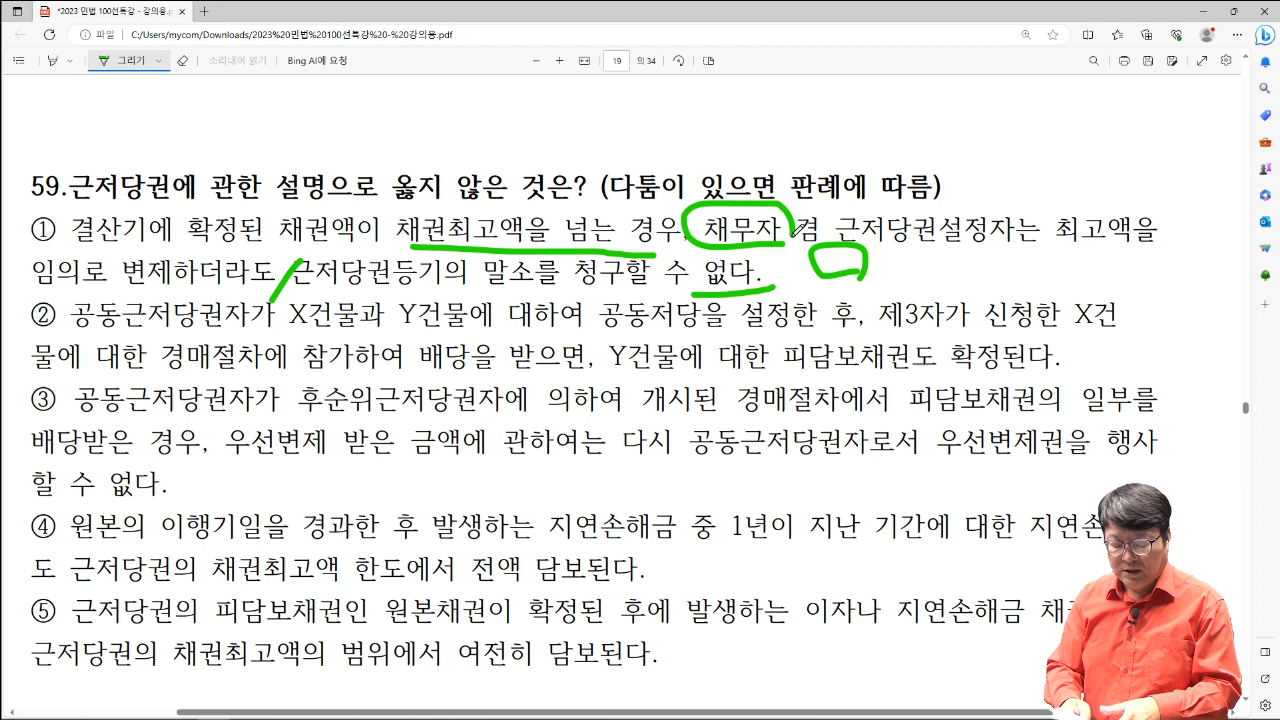 *2023 민법 100선특강 - 강의용.p
파일 C:/Users/mycom/Downloads/2023%20민법%20100선특강%20-%20강의용.pdf
그리기 소리내어 읽기 Bing AI에 요청 19 의 34
59.근저당권에 관한 설명으로 옳지 않은 것은? (다툼이 있으면 판례에 따름)
① 결산기에 확정된 채권액이 채권최고액을 넘는 경우, 채무자 겸 근저당권설정자는 최고액을
임의로 변제하더라도 근저당권등기의 말소를 청구할 수 없다.
② 공동근저당권자가 X건물과 Y건물에 대하여 공동저당을 설정한 후, 제3자가 신청한 X건
물에 대한 경매절차에 참가하여 배당을 받으면, Y건물에 대한 피담보채권도 확정된다.
③ 공동근저당권자가 후순위근저당권자에 의하여 개시된 경매절차에서 피담보채권의 일부를
배당받은 경우, 우선변제 받은 금액에 관하여는 다시 공동근저당권자로서 우선변제권을 행사
할 수 없다.
④ 원본의 이행기일을 경과한 후 발생하는 지연손해금 중 1년이 지난 기간에 대한 지연손
도 근저당권의 채권최고액 한도에서 전액 담보된다.
⑤ 근저당권의 피담보채권인 원본채권이 확정된 후에 발생하는 이자나 지연손해금 채
근저당권의 채권최고액의 범위에서 여전히 담보된다.